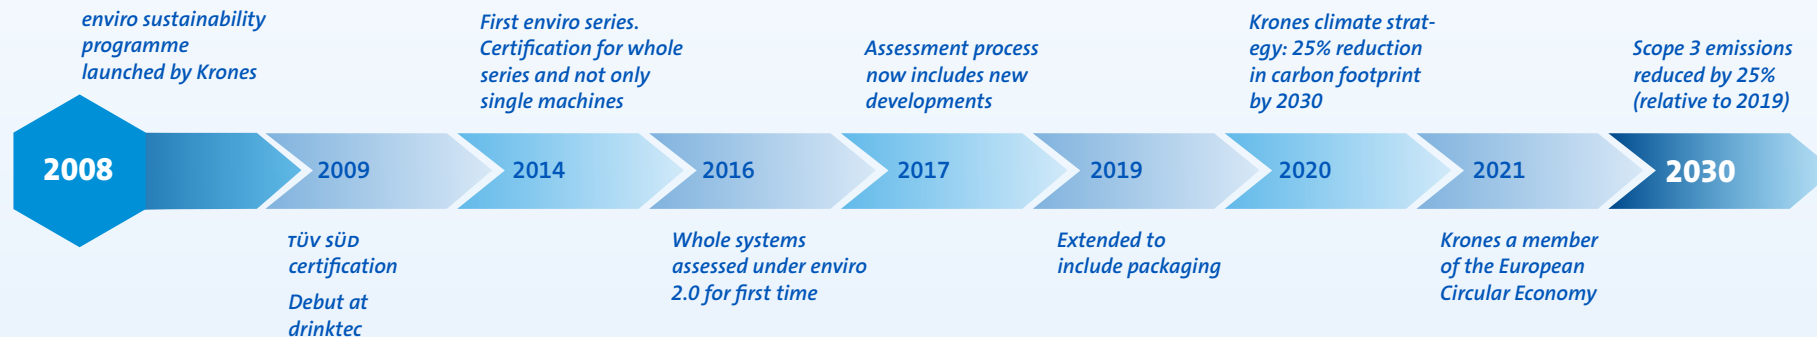 enviro sustainability
programme
launched by Krones
First enviro series.
Certification for whole
series and not only
single machines
Assessment process
now includes new
developments
Krones climate strat-
egy: 25% reduction
in carbon footprint
by 2030
Scope 3 emissions
reduced by 25%
(relative to 2019)
2008
2009
2014
2016
2017
2019
2020
2021
2030
TÜV SÜD
certification
Debut at
drinktec
Whole systems
assessed under enviro
2.0 for first time
Extended to
include packaging
Krones a member
of the European
Circular Economy